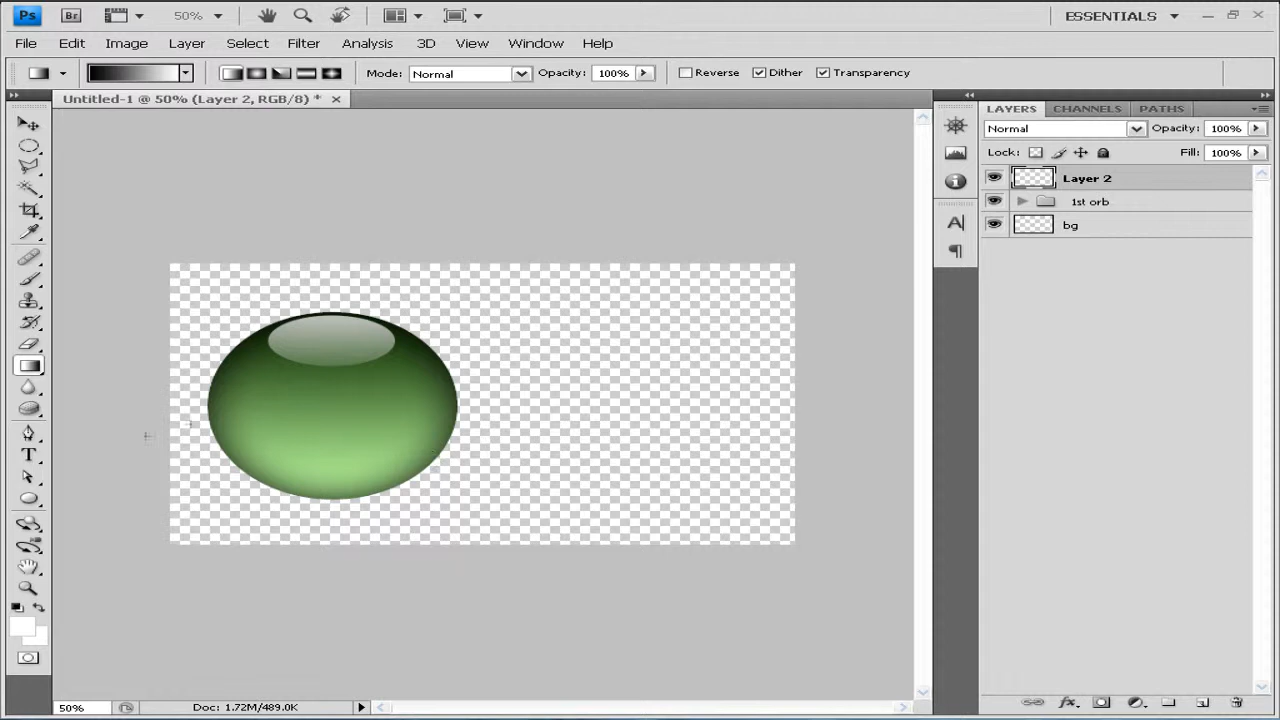 Ps Br 50% ESSENTIALS
File Edit Image Layer Select Filter Analysis 3D View Window Help
Mode: Normal Opacity: 100% Reverse Dither Transparency
Untitled-1 @ 50% (Layer 2, RGB/8) * ×
LAYERS CHANNELS PATHS
Normal Opacity: 100%
Lock: Fill: 100%
Layer 2
1st orb
bg
A
T
50% Doc: 1.72M/489.0K
fx